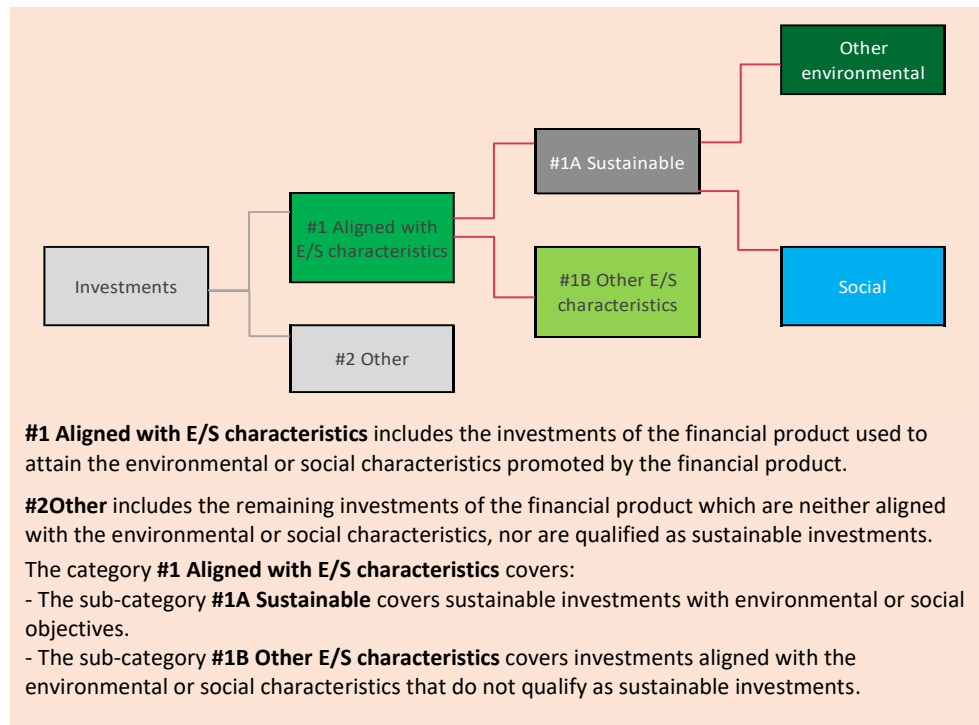 Other
environmental
#1A Sustainable
#1 Aligned with
E/S characteristics
Investments
#1B Other E/S
characteristics
Social
#2 Other
#1 Aligned with E/S characteristics includes the investments of the financial product used to
attain the environmental or social characteristics promoted by the financial product.
#2Other includes the remaining investments of the financial product which are neither aligned
with the environmental or social characteristics, nor are qualified as sustainable investments.
The category #1 Aligned with E/S characteristics covers:
- The sub-category #1A Sustainable covers sustainable investments with environmental or social
objectives.
- The sub-category #1B Other E/S characteristics covers investments aligned with the
environmental or social characteristics that do not qualify as sustainable investments.